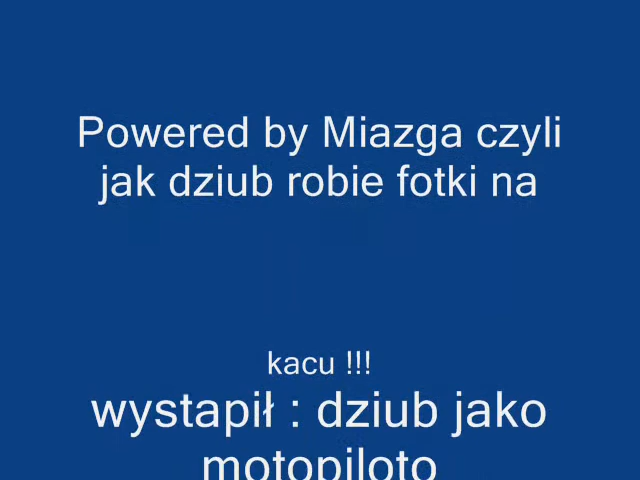 Powered by Miazga czyli
jak dziub robie fotki na
kacu !!!
wystapił : dziub jako
motopiloto